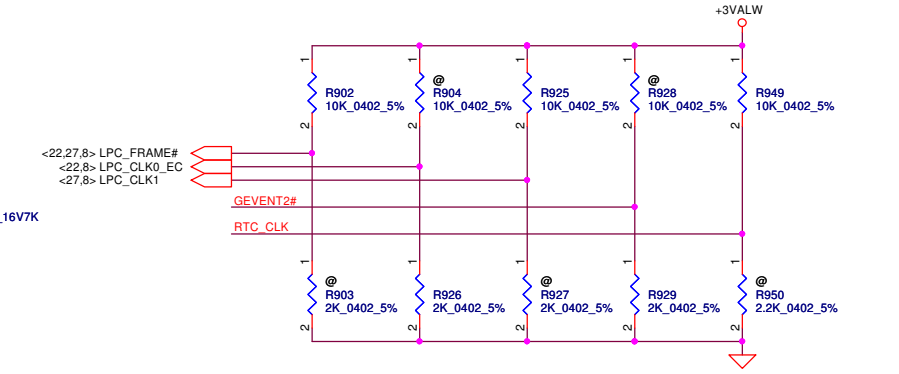 +3VALW
1 1 1 1 1
@ @
R902 R904 R925 R928 R949
10K_0402_5% 10K_0402_5% 10K_0402_5% 10K_0402_5% 10K_0402_5%
2 2 2 2 2
<22,27,8> LPC_FRAME#
<22,8> LPC_CLK0_EC
<27,8> LPC_CLK1
GEVENT2#
_16V7K
RTC_CLK
1 1 1 1 1
@ @ @
R903 R926 R927 R929 R950
2K_0402_5% 2K_0402_5% 2K_0402_5% 2K_0402_5% 2.2K_0402_5%
2 2 2 2 2